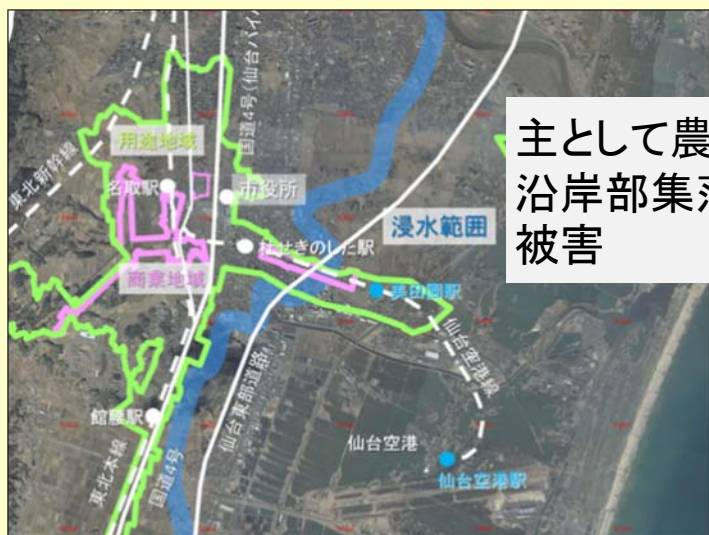 国道4号(仙台バイパ
東北新幹線
用途地域
名取駅
市役所
杜せきのした駅
浸水範囲
商業地域
美田園駅
仙台空港線
仙台東部道路
館腰駅
東北本線
国道4号
仙台空港
仙台空港駅
主として農
沿岸部集落
被害